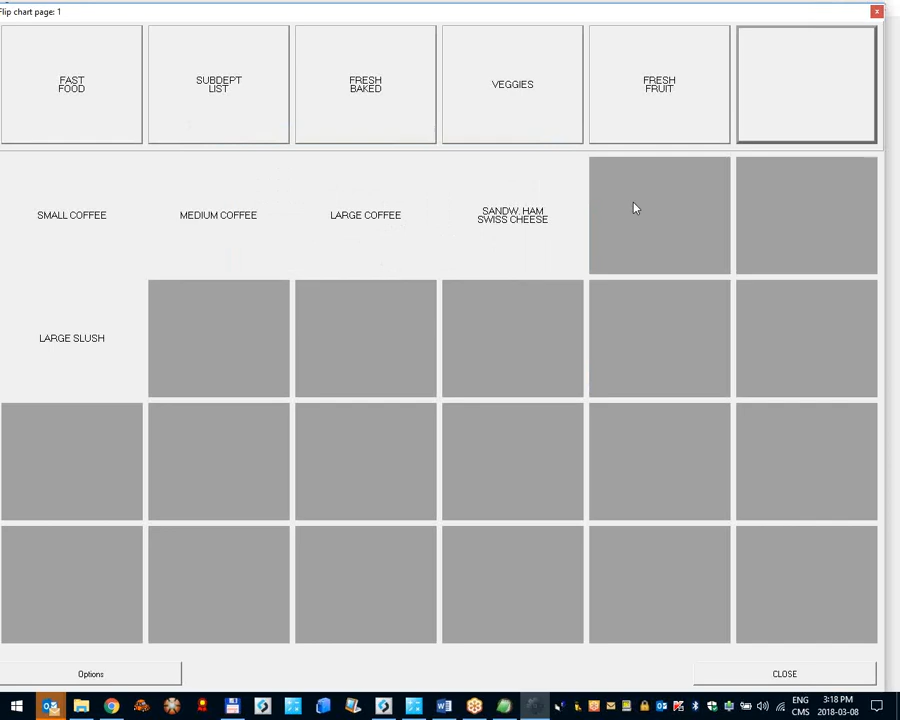 Flip chart page: 1
x
FAST
FOOD
SUBDEPT
LIST
FRESH
BAKED
VEGGIES
FRESH
FRUIT
SMALL COFFEE
MEDIUM COFFEE
LARGE COFFEE
SANDW. HAM
SWISS CHEESE
LARGE SLUSH
Options
CLOSE
ENG
CMS
3:18 PM
2018-03-08